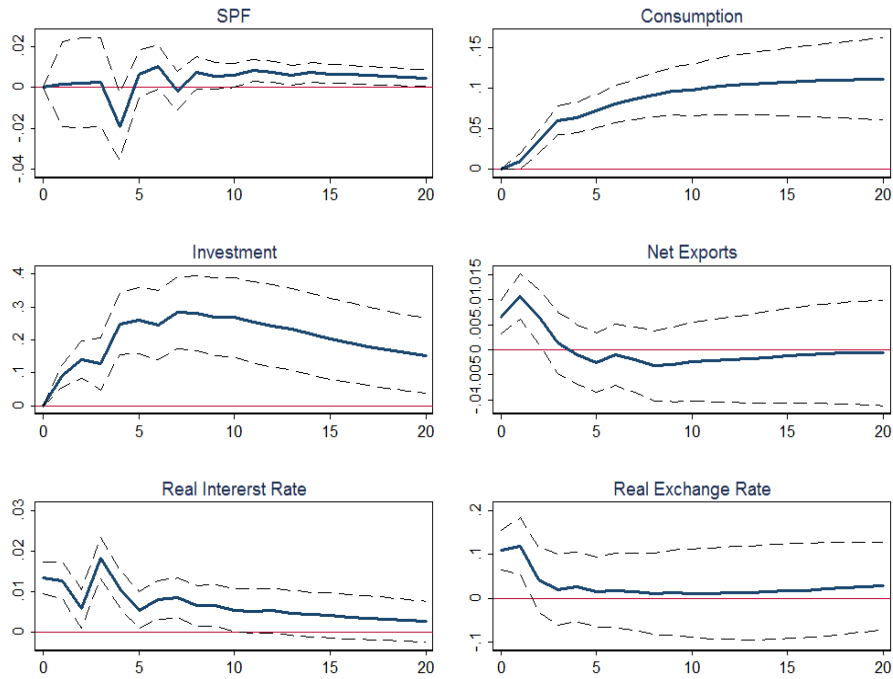 SPF
.02
0
-.02
-.04
0 5 10 15 20
Consumption
.15
.1
.05
0
0 5 10 15 20
Investment
.4
.3
.2
.1
0
0 5 10 15 20
Net Exports
.015
.01
.005
0
-.005
-.01
0 5 10 15 20
Real Intererst Rate
.03
.02
.01
0
0 5 10 15 20
Real Exchange Rate
.2
.1
0
-.1
0 5 10 15 20